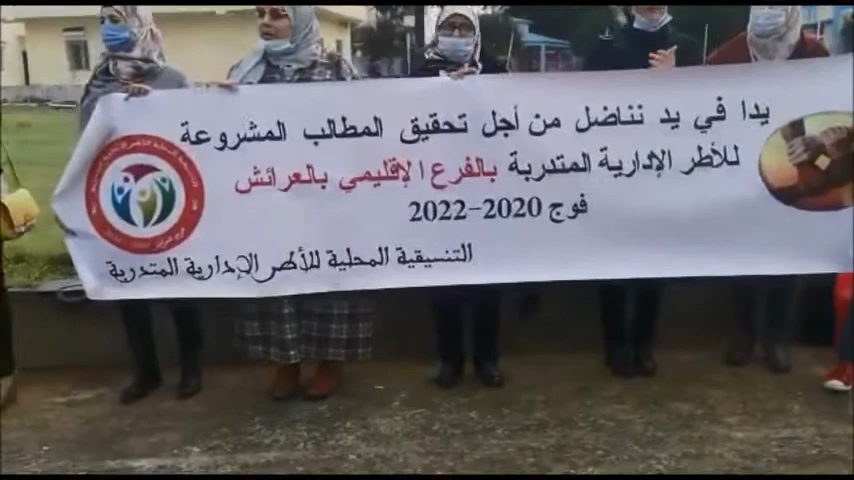 يدا في يد نناضل من أجل تحقيق المطالب المشروعة
للأطر الإدارية المتدربة بالفرع الإقليمي بالعرائش
فوج 2020-2022
التنسيقية المحلية للأطر الإدارية المتدربة